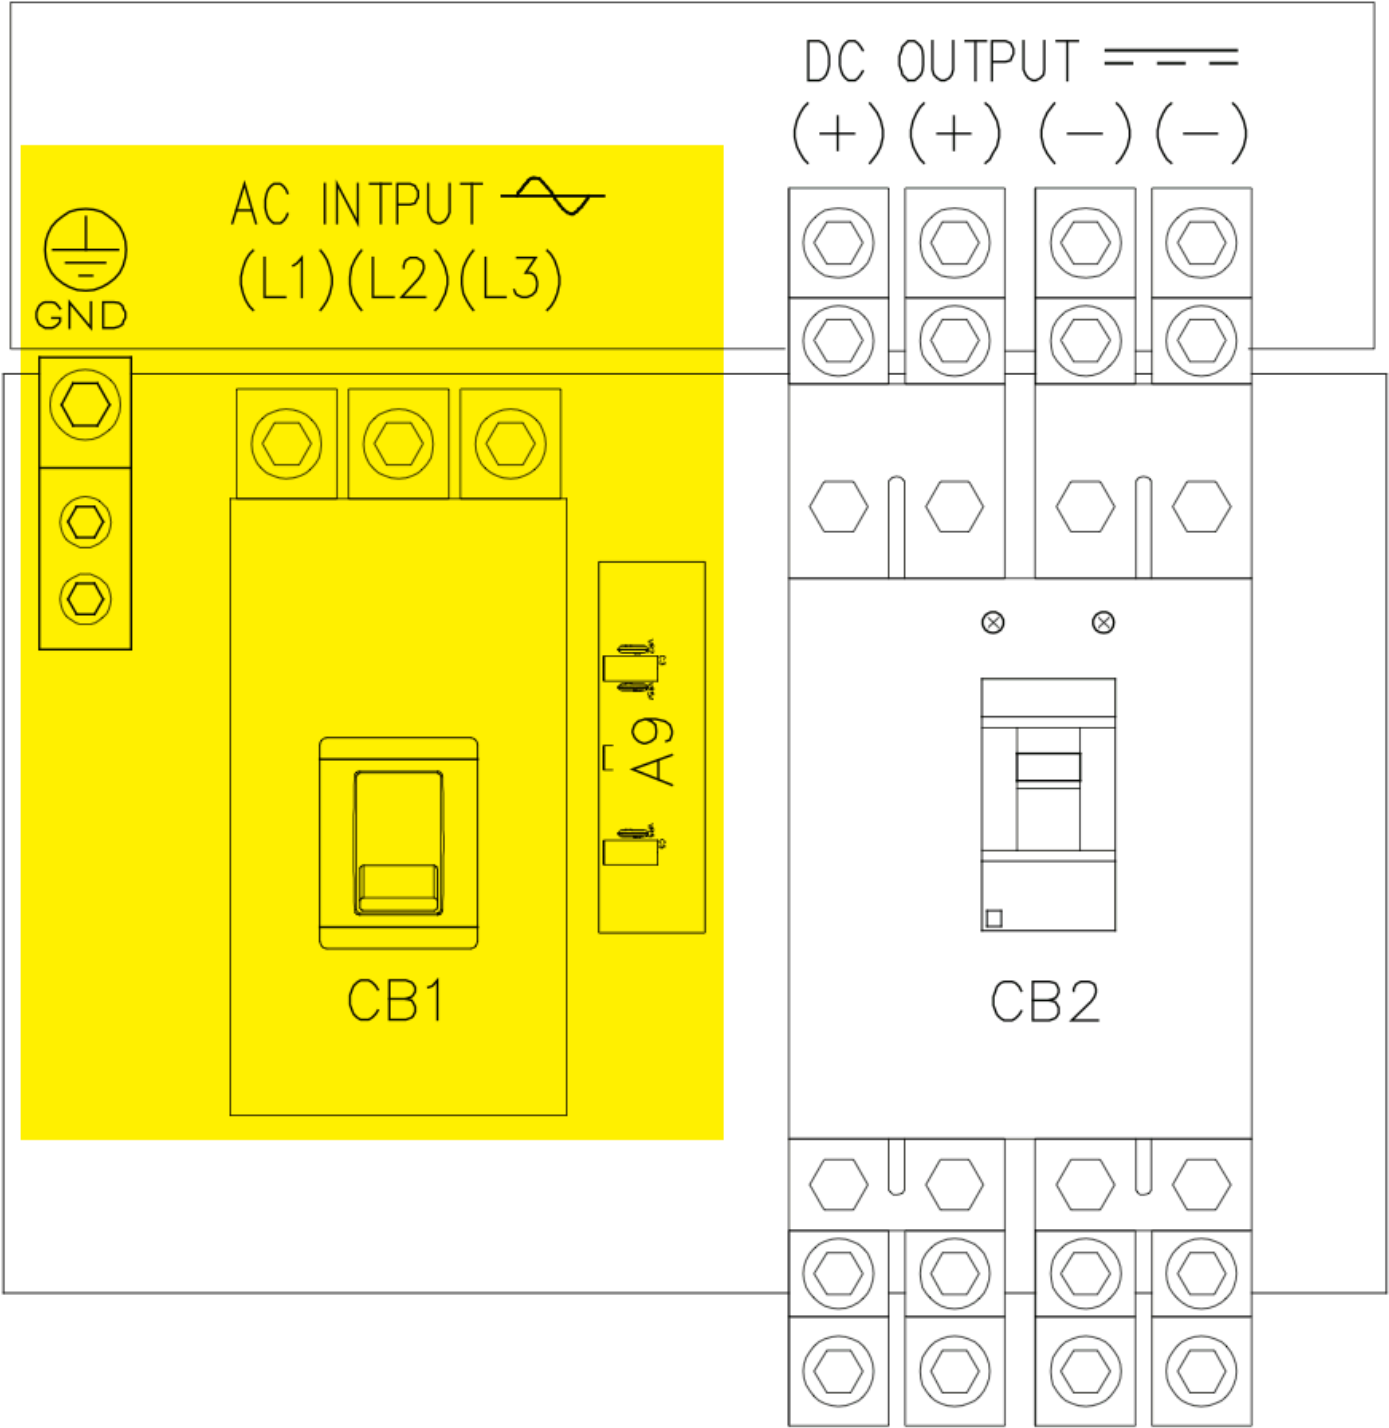 DC OUTPUT
(+) (+) (-) (-)
AC INTPUT
(L1)(L2)(L3)
GND
A9
CB1
CB2